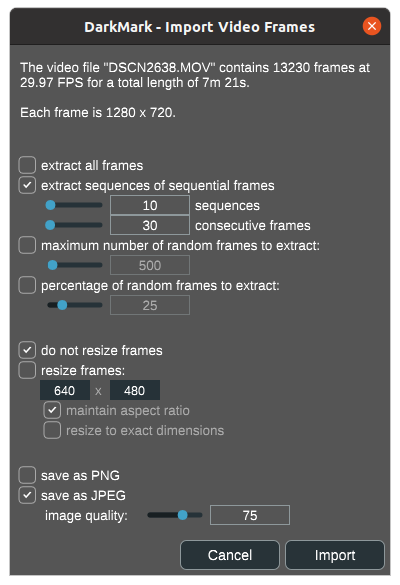 DarkMark - Import Video Frames
The video file "DSCN2638.MOV" contains 13230 frames at
29.97 FPS for a total length of 7m 21s.
Each frame is 1280 x 720.
extract all frames
extract sequences of sequential frames
10 sequences
30 consecutive frames
maximum number of random frames to extract:
500
percentage of random frames to extract:
25
do not resize frames
resize frames:
640 x 480
maintain aspect ratio
resize to exact dimensions
save as PNG
save as JPEG
image quality: 75
Cancel Import